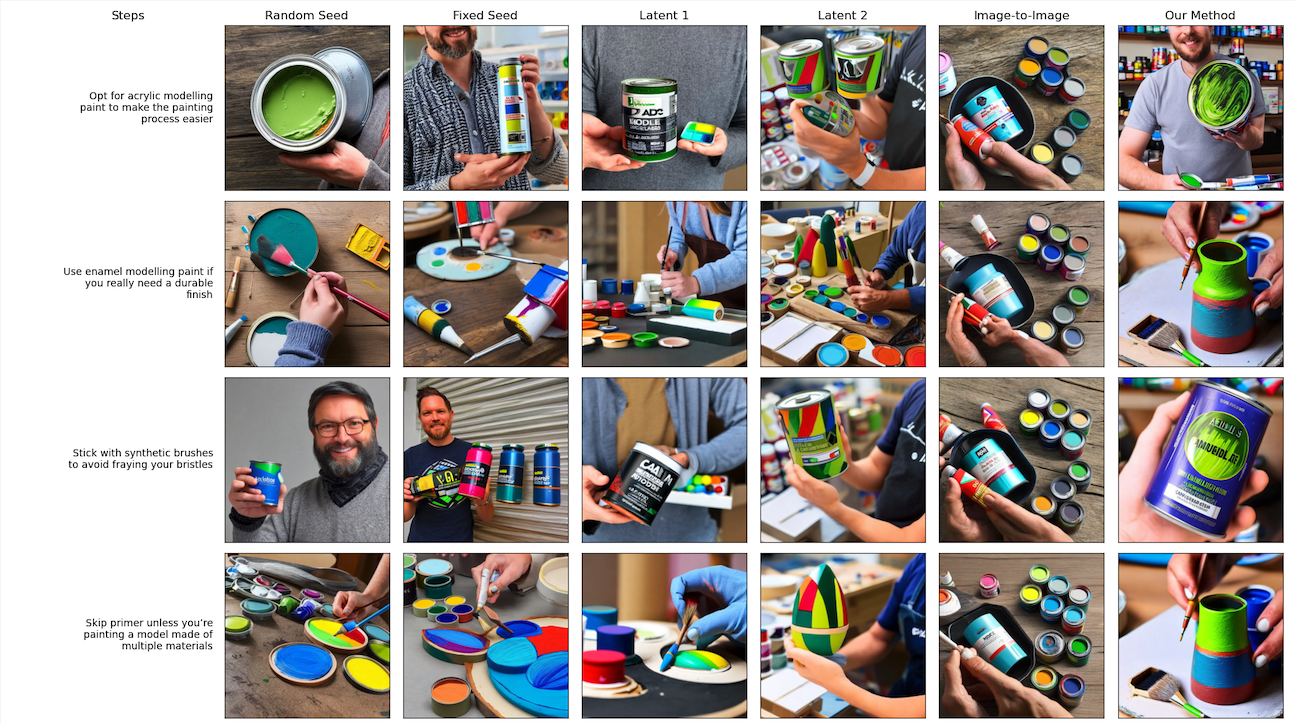 Steps
Random Seed
Fixed Seed
Latent 1
Latent 2
Image-to-Image
Our Method
Opt for acrylic modelling
paint to make the painting
process easier
Use enamel modelling paint if
you really need a durable
finish
Stick with synthetic brushes
to avoid fraying your bristles
Skip primer unless you're
painting a model made of
multiple materials